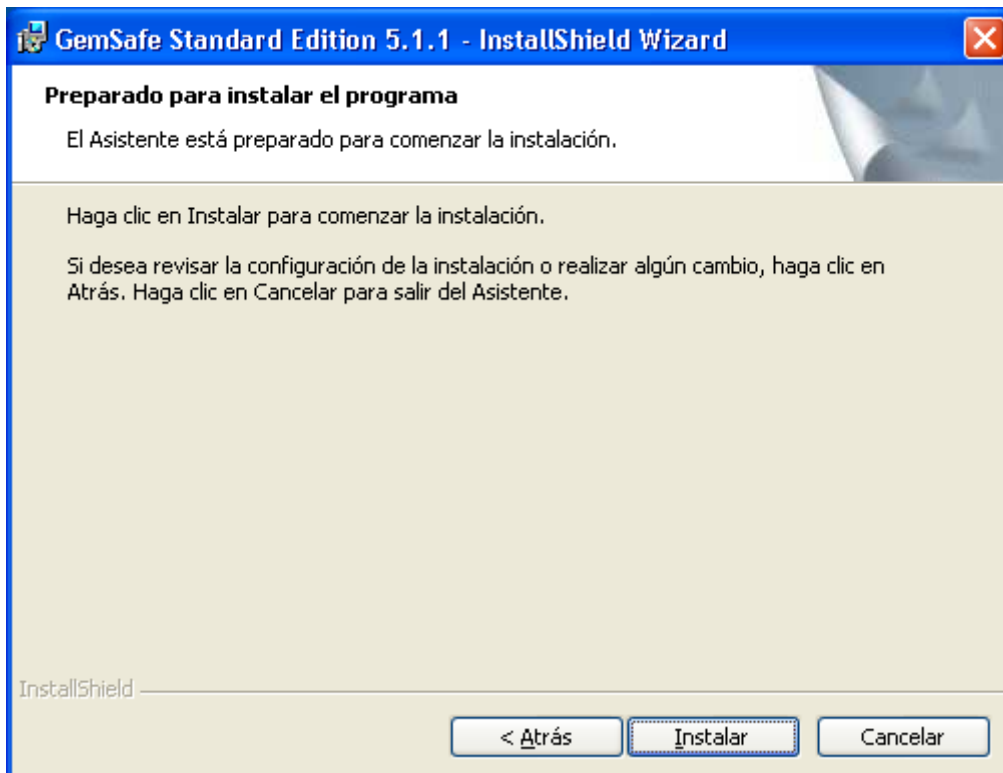 GemSafe Standard Edition 5.1.1 - InstallShield Wizard
Preparado para instalar el programa
El Asistente está preparado para comenzar la instalación.
Haga clic en Instalar para comenzar la instalación.
Si desea revisar la configuración de la instalación o realizar algún cambio, haga clic en
Atrás. Haga clic en Cancelar para salir del Asistente.
InstallShield
< Atrás
Instalar
Cancelar